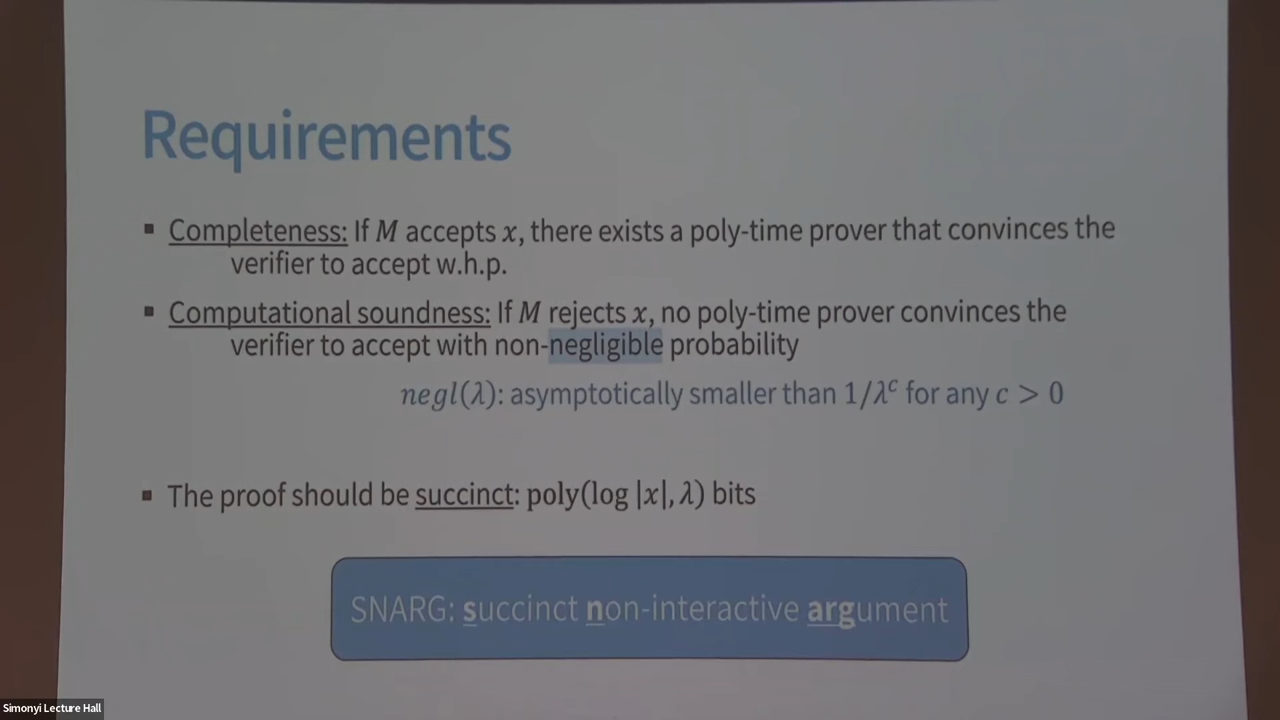 Requirements
▪ Completeness: If M accepts x, there exists a poly-time prover that convinces the
verifier to accept w.h.p.
▪ Computational soundness: If M rejects x, no poly-time prover convinces the
verifier to accept with non-negligible probability
negl(λ): asymptotically smaller than 1/λᶜ for any c > 0
▪ The proof should be succinct: poly(log |x|, λ) bits
SNARG: succinct non-interactive argument
Simonyi Lecture Hall